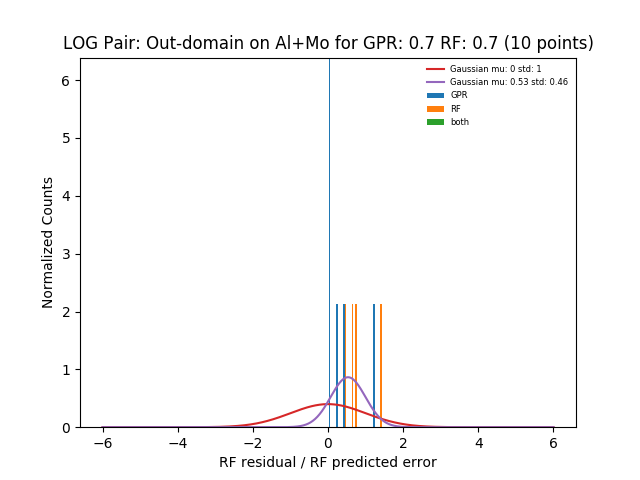 LOG Pair: Out-domain on Al+Mo for GPR: 0.7 RF: 0.7 (10 points)
Gaussian mu: 0 std: 1
Gaussian mu: 0.53 std: 0.46
GPR
RF
both
Normalized Counts
6
5
4
3
2
1
0
−6 −4 −2 0 2 4 6
RF residual / RF predicted error